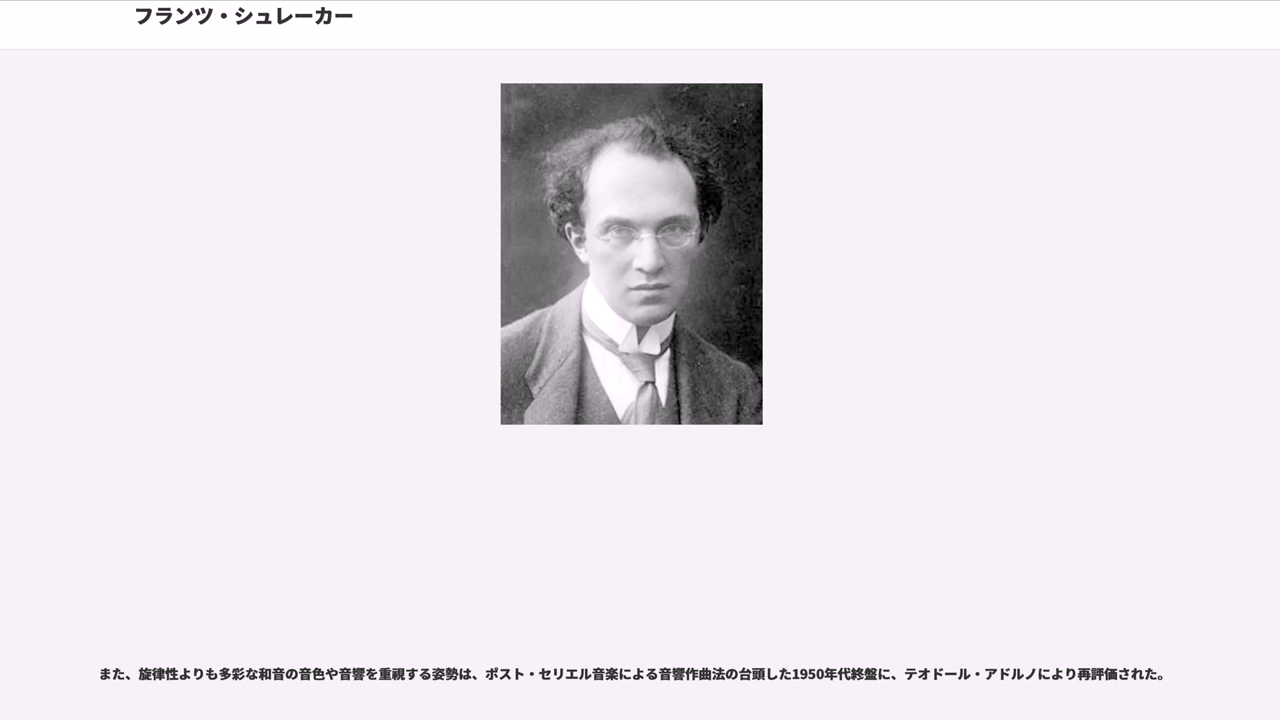 フランツ・シュレーカー
また、旋律性よりも多彩な和音の音色や音響を重視する姿勢は、ポスト・セリエル音楽による音響作曲法の台頭した1950年代終盤に、テオドール・アドルノにより再評価された。